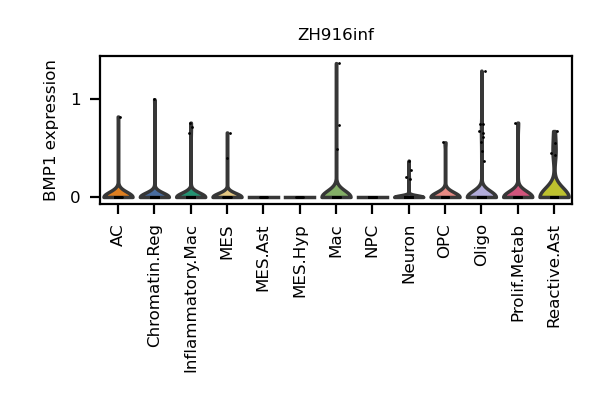 ZH916inf
BMP1 expression
1
0
AC
Chromatin.Reg
Inflammatory.Mac
MES
MES.Ast
MES.Hyp
Mac
NPC
Neuron
OPC
Oligo
Prolif.Metab
Reactive.Ast